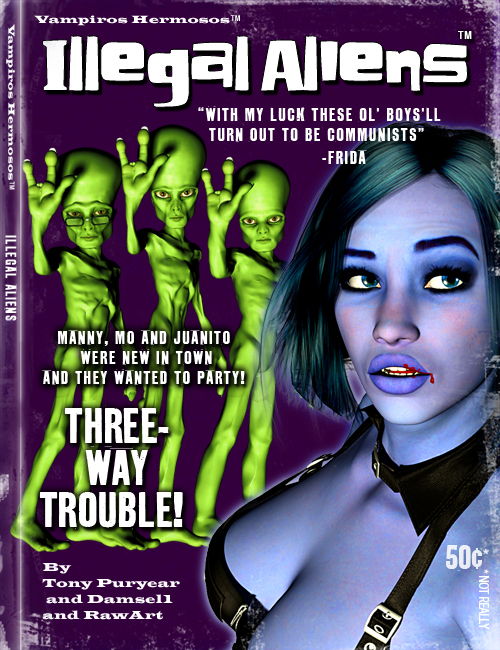 Vampiros Hermosos™
Illegal Aliens™
"WITH MY LUCK THESE OL' BOYS'LL
TURN OUT TO BE COMMUNISTS"
-FRIDA
MANNY, MO AND JUANITO
WERE NEW IN TOWN
AND THEY WANTED TO PARTY!
THREE-
WAY
TROUBLE!
By
Tony Puryear
and Damsell
and RawArt
50¢*
*NOT REALLY
Vampiros Hermosos™
ILLEGAL ALIENS